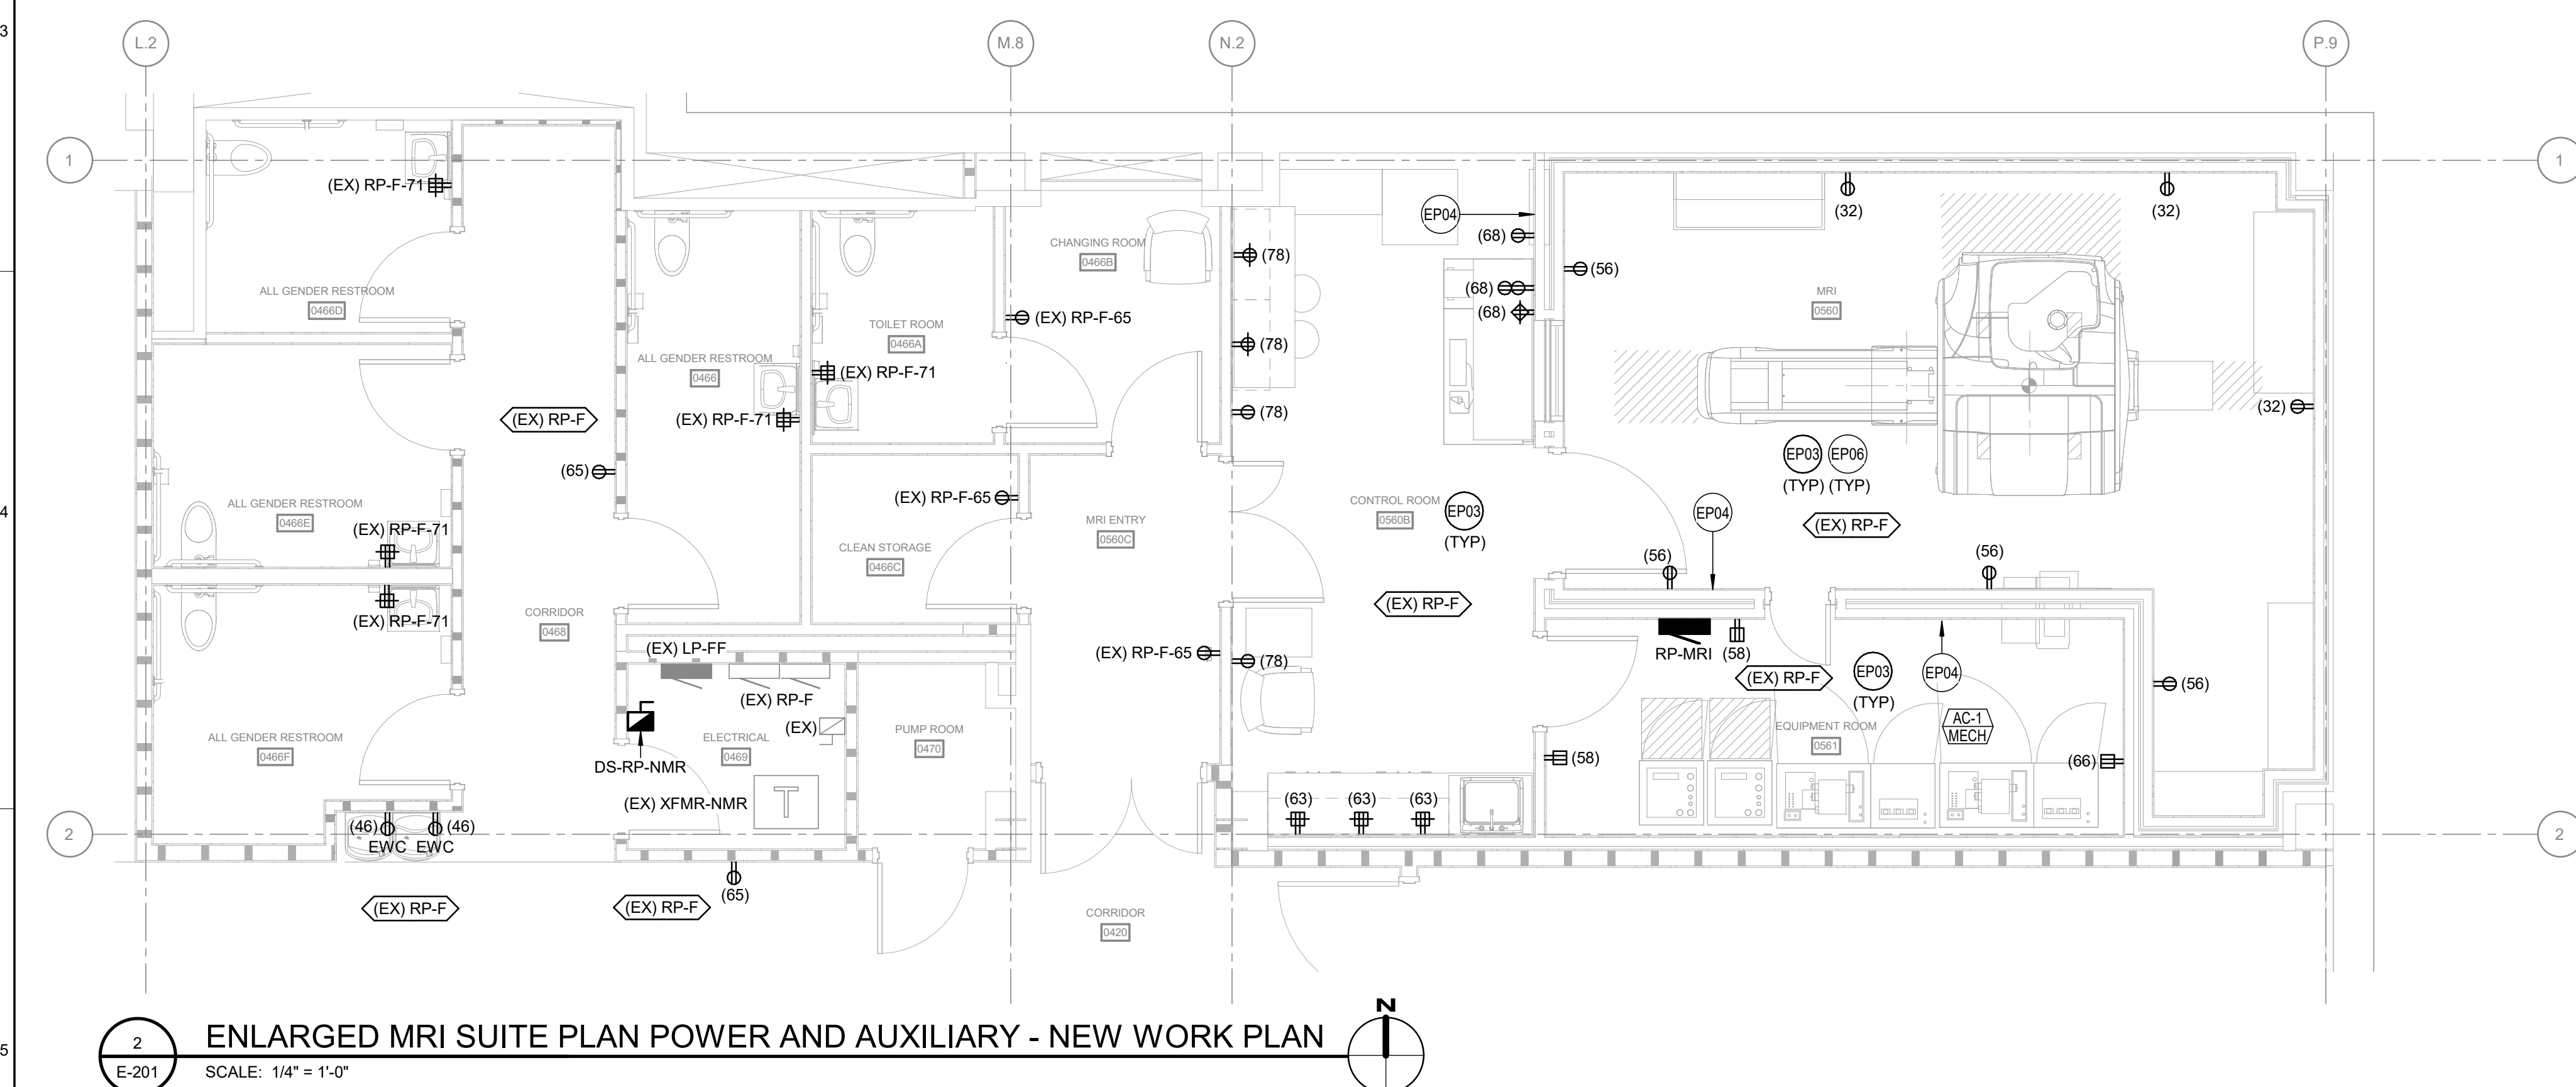 3
L.2
M.8
N.2
P.9
1
1
(EX) RP-F-71
EP04
(68)
(32)
(32)
CHANGING ROOM
0466B
(78)
(56)
ALL GENDER RESTROOM
0466D
(68)
(68)
MRI
0560
(EX) RP-F-65
TOILET ROOM
0466A
(78)
ALL GENDER RESTROOM
0466
(EX) RP-F-71
(EX) RP-F
(EX) RP-F-71
(78)
(32)
(65)
EP03
EP06
(TYP)
(TYP)
ALL GENDER RESTROOM
0466E
(EX) RP-F-65
CONTROL ROOM
0560B
EP03
(TYP)
EP04
(EX) RP-F
4
(EX) RP-F-71
MRI ENTRY
0560C
CLEAN STORAGE
0466C
(56)
(56)
(EX) RP-F-71
CORRIDOR
0468
(EX) RP-F
(EX) LP-FF
(EX) RP-F-65
(78)
RP-MRI
(58)
(EX) RP-F
EP03
(TYP)
EP04
(56)
(EX) RP-F
(EX)
ALL GENDER RESTROOM
0466F
ELECTRICAL
0469
PUMP ROOM
0470
EQUIPMENT ROOM
0561
AC-1
MECH
DS-RP-NMR
(58)
(66)
(EX) XFMR-NMR
T
(63)
(63)
(63)
(46)
(46)
EWC
EWC
2
2
(65)
(EX) RP-F
(EX) RP-F
CORRIDOR
0420
N
2
E-201
ENLARGED MRI SUITE PLAN POWER AND AUXILIARY - NEW WORK PLAN
SCALE: 1/4" = 1'-0"
5